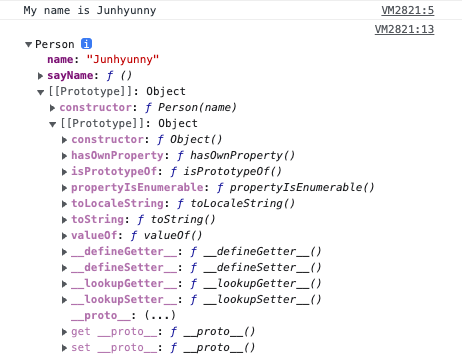 My name is Junhyunny VM2821:5
VM2821:13
▼Person i
name: "Junhyunny"
▶sayName: ƒ ()
▼[[Prototype]]: Object
▶constructor: ƒ Person(name)
▼[[Prototype]]: Object
▶constructor: ƒ Object()
▶hasOwnProperty: ƒ hasOwnProperty()
▶isPrototypeOf: ƒ isPrototypeOf()
▶propertyIsEnumerable: ƒ propertyIsEnumerable()
▶toLocaleString: ƒ toLocaleString()
▶toString: ƒ toString()
▶valueOf: ƒ valueOf()
▶__defineGetter__: ƒ __defineGetter__()
▶__defineSetter__: ƒ __defineSetter__()
▶__lookupGetter__: ƒ __lookupGetter__()
▶__lookupSetter__: ƒ __lookupSetter__()
__proto__: (...)
▶get __proto__: ƒ __proto__()
▶set __proto__: ƒ __proto__()